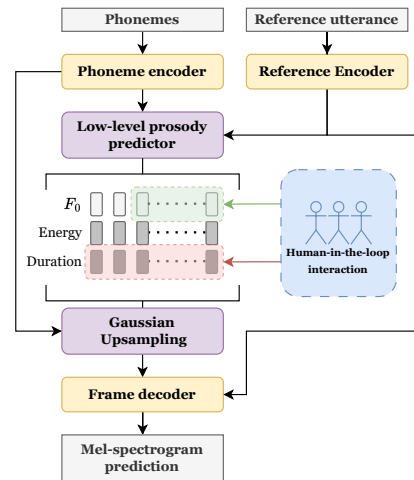 Phonemes
Reference utterance
Phoneme encoder
Reference Encoder
Low-level prosody
predictor
F₀
Energy
Duration
Human-in-the-loop
interaction
Gaussian
Upsampling
Frame decoder
Mel-spectrogram
prediction